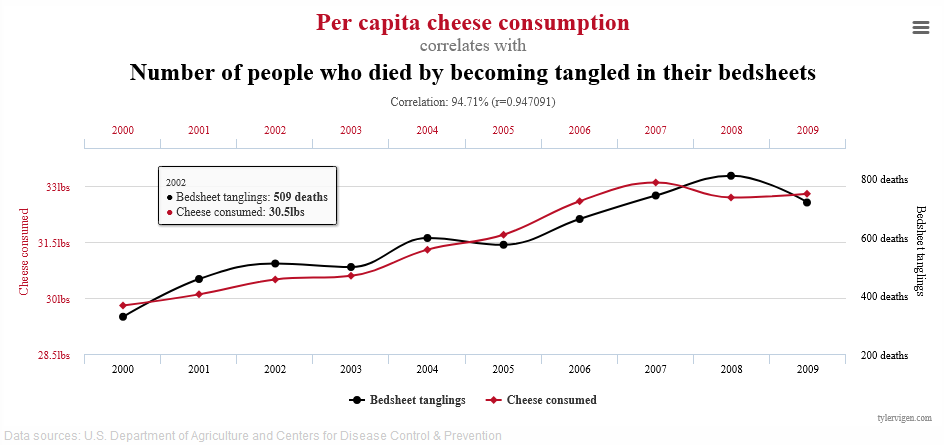 Per capita cheese consumption
correlates with
Number of people who died by becoming tangled in their bedsheets
Correlation: 94.71% (r=0.947091)
2000 2001 2002 2003 2004 2005 2006 2007 2008 2009
2002
● Bedsheet tanglings: 509 deaths
● Cheese consumed: 30.5lbs
33lbs
31.5lbs
30lbs
28.5lbs
Cheese consumed
800 deaths
600 deaths
400 deaths
200 deaths
Bedsheet tanglings
2000 2001 2002 2003 2004 2005 2006 2007 2008 2009
Bedsheet tanglings Cheese consumed
tylervigen.com
Data sources: U.S. Department of Agriculture and Centers for Disease Control & Prevention